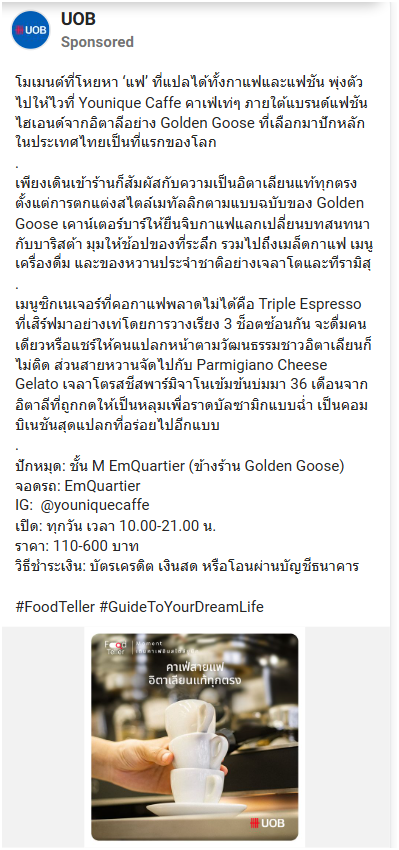 UOB
UOB
Sponsored
โมเมนต์ที่โหยหา ‘แฟ’ ที่แปลได้ทั้งกาแฟและแฟชัน พุ่งตัว
ไปให้ไวที่ Younique Caffe คาเฟ่เท่ๆ ภายใต้แบรนด์แฟชัน
ไฮเอนด์จากอิตาลีอย่าง Golden Goose ที่เลือกมาปักหลัก
ในประเทศไทยเป็นที่แรกของโลก
.
เพียงเดินเข้าร้านก็สัมผัสกับความเป็นอิตาเลียนแท้ทุกตรง
ตั้งแต่การตกแต่งสไตล์เมทัลลิกตามแบบฉบับของ Golden
Goose เคาน์เตอร์บาร์ให้ยืนจิบกาแฟแลกเปลี่ยนบทสนทนา
กับบาริสต้า มุมให้ช้อปของที่ระลึก รวมไปถึงเมล็ดกาแฟ เมนู
เครื่องดื่ม และของหวานประจำชาติอย่างเจลาโตและทีรามิสุ
.
เมนูซิกเนเจอร์ที่คอกาแฟพลาดไม่ได้คือ Triple Espresso
ที่เสิร์ฟมาอย่างเท่โดยการวางเรียง 3 ช็อตซ้อนกัน จะดื่มคน
เดียวหรือแชร์ให้คนแปลกหน้าตามวัฒนธรรมชาวอิตาเลียนก็
ไม่ติด ส่วนสายหวานจัดไปกับ Parmigiano Cheese
Gelato เจลาโตรสชีสพาร์มิจาโนเข้มข้นบ่มมา 36 เดือนจาก
อิตาลีที่ถูกกดให้เป็นหลุมเพื่อราดบัลซามิกแบบฉ่ำ เป็นคอม
บิเนชันสุดแปลกที่อร่อยไปอีกแบบ
.
ปักหมุด: ชั้น M EmQuartier (ข้างร้าน Golden Goose)
จอดรถ: EmQuartier
IG: @youniquecaffe
เปิด: ทุกวัน เวลา 10.00-21.00 น.
ราคา: 110-600 บาท
วิธีชำระเงิน: บัตรเครดิต เงินสด หรือโอนผ่านบัญชีธนาคาร
#FoodTeller #GuideToYourDreamLife
Food
Teller
Moment
คาเฟ่สายแฟ
อิตาเลียนแท้ทุกตรง
UOB